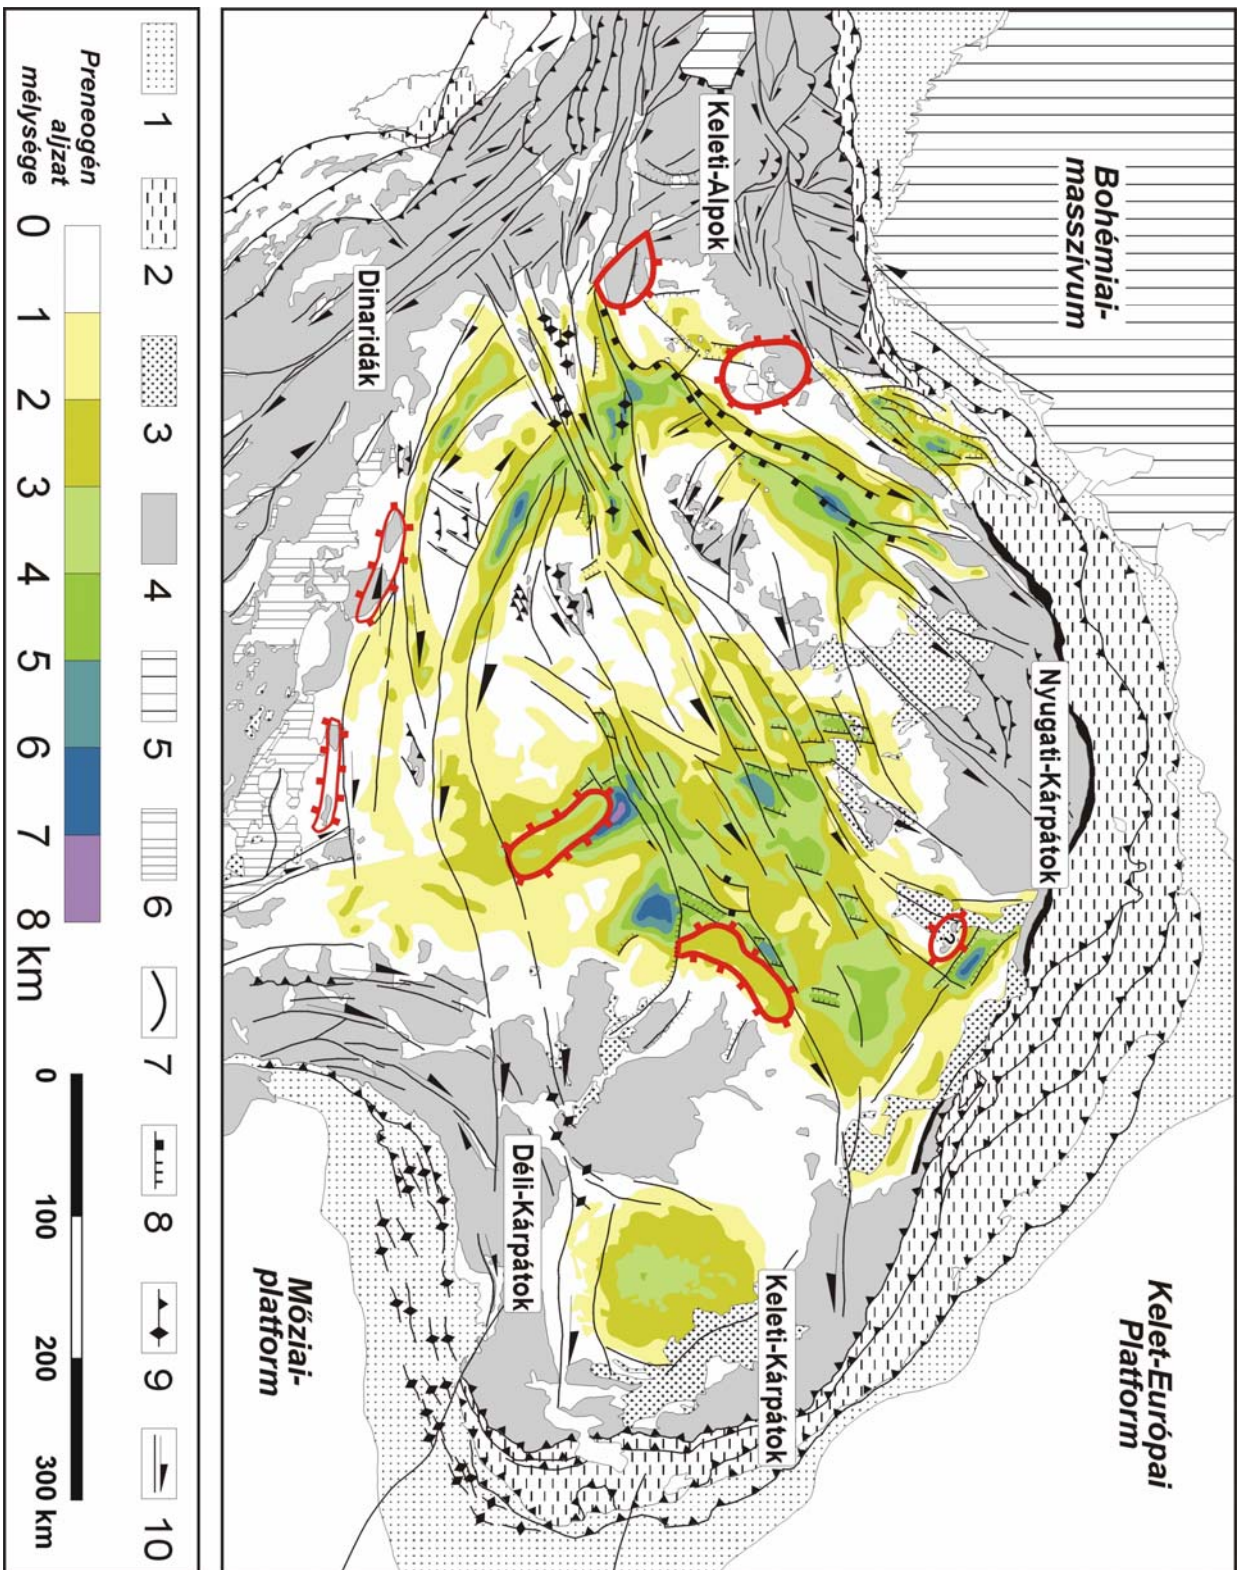 Bohémiai-
masszívum
Kelet-Európai
Platform
Keleti-Alpok
Nyugati-Kárpátok
Keleti-Kárpátok
Dinaridák
Déli-Kárpátok
Mőziai-
platform
1 2 3 4 5 6 7 8 9 10
Preneogén
aljzat
mélysége
0 1 2 3 4 5 6 7 8 km
0 100 200 300 km